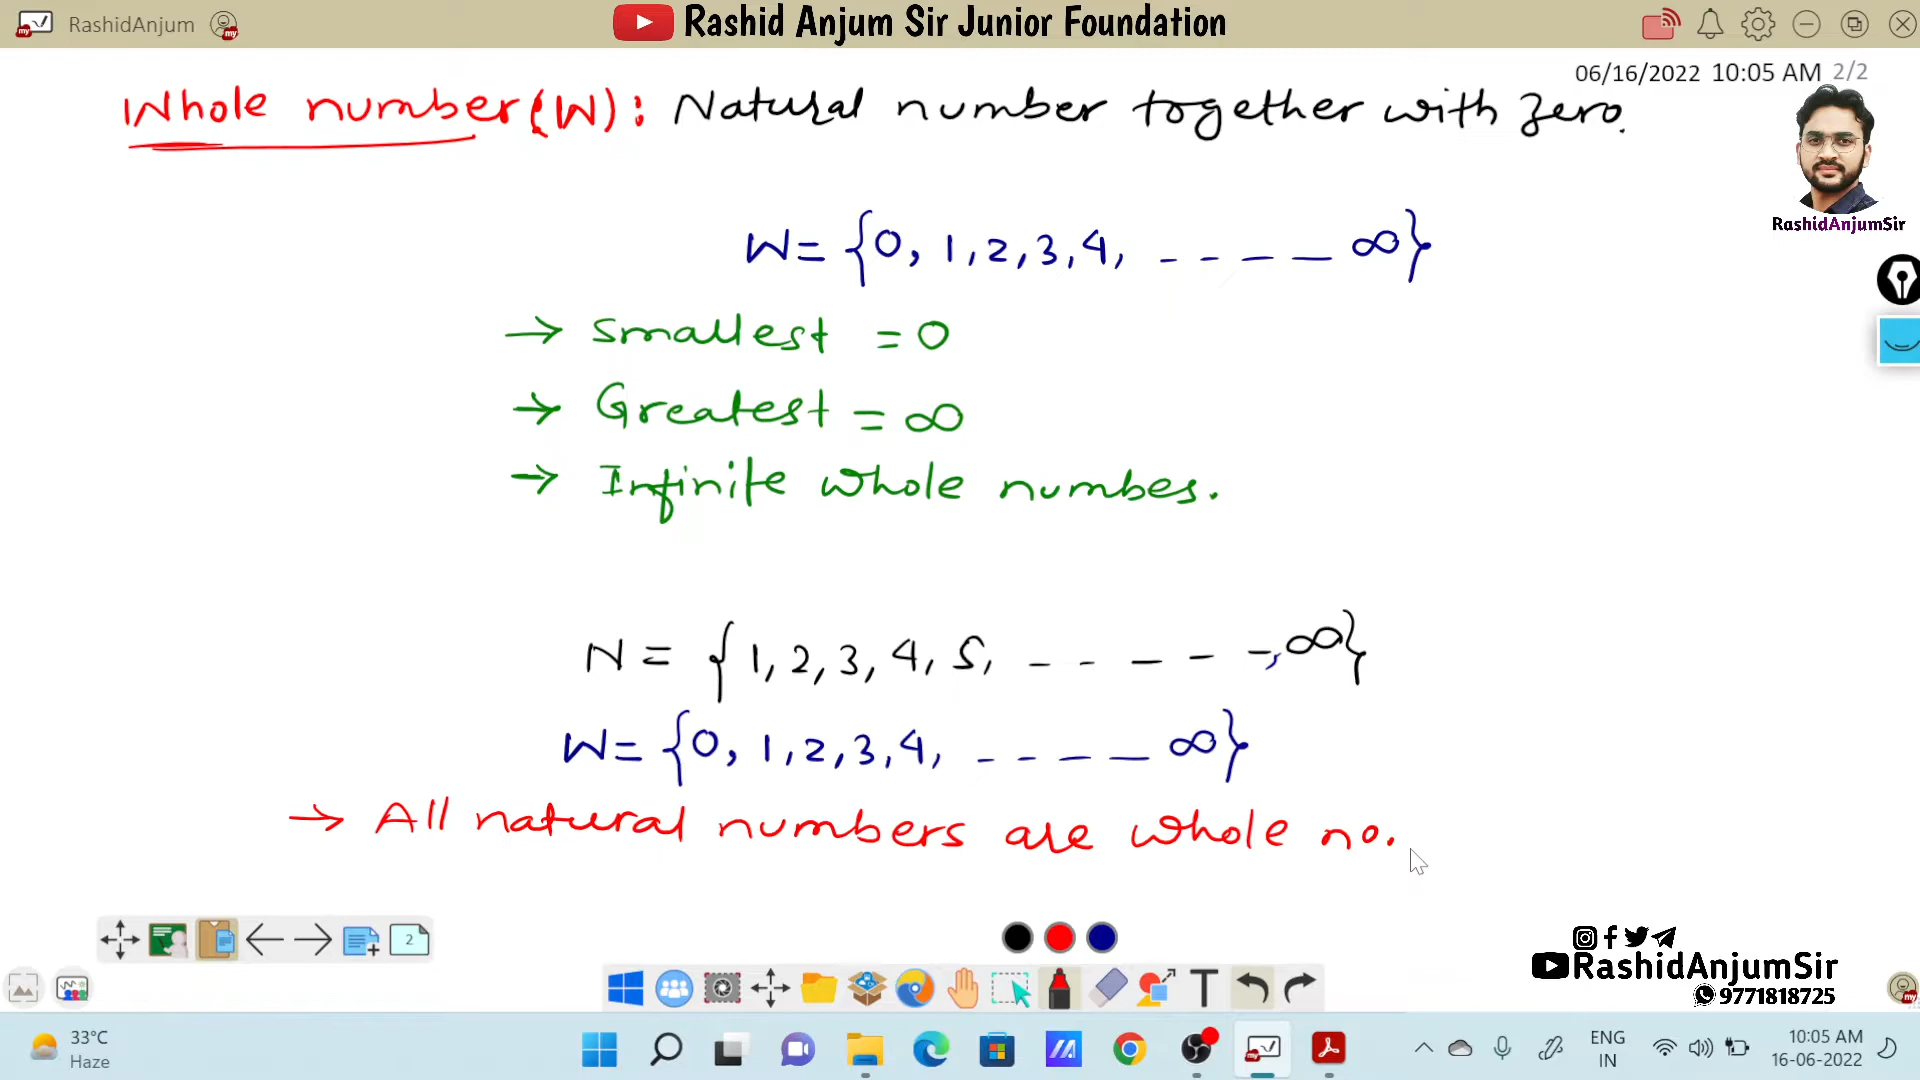 RashidAnjum
Rashid Anjum Sir Junior Foundation
06/16/2022 10:05 AM 2/2
Whole number (W): Natural number together with zero.
RashidAnjumSir
W= {0, 1, 2, 3, 4, - - - - ∞}
→ Smallest = 0
→ Greatest = ∞
→ Infinite whole numbes.
N = {1, 2, 3, 4, 5, - - - - -, ∞}
W= {0, 1, 2, 3, 4, - - - - ∞}
→ All natural numbers are whole no.
2
T
RashidAnjumSir
9771818725
33°C
Haze
ENG
IN
10:05 AM
16-06-2022